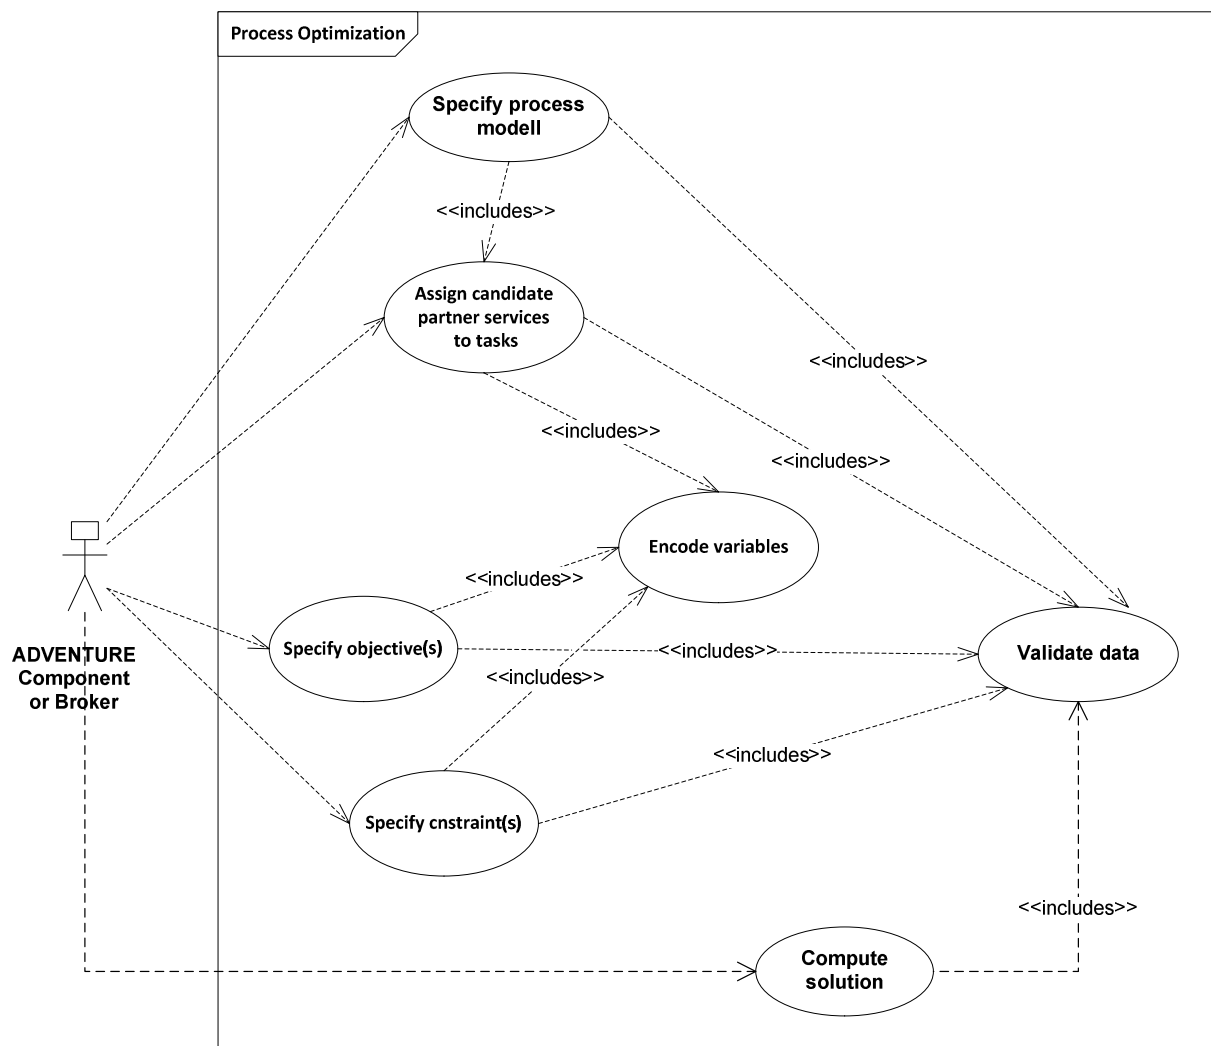 Process Optimization
Specify process
modell
<<includes>>
Assign candidate
partner services
to tasks
<<includes>>
<<includes>>
<<includes>>
Encode variables
<<includes>>
Specify objective(s)
<<includes>>
Validate data
ADVENTURE
Component
or Broker
<<includes>>
<<includes>>
Specify cnstraint(s)
<<includes>>
Compute
solution